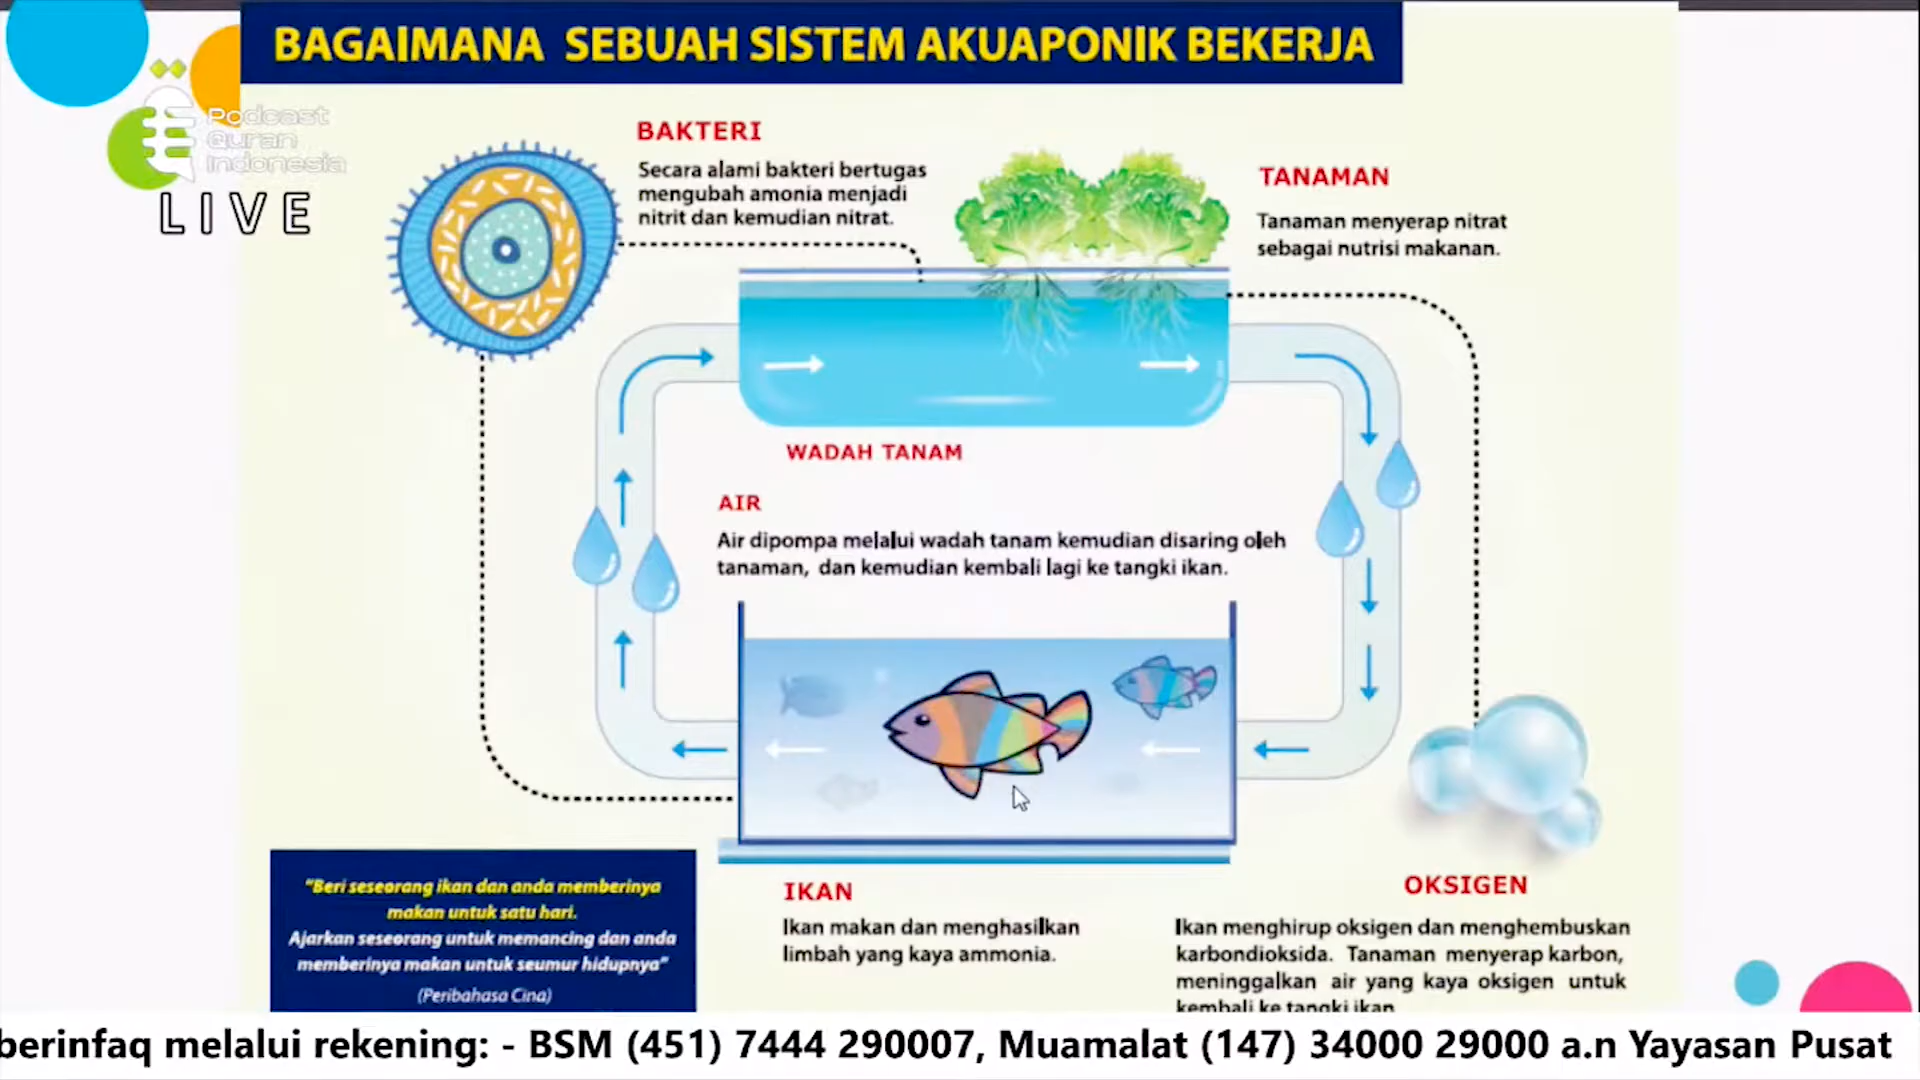 BAGAIMANA SEBUAH SISTEM AKUAPONIK BEKERJA
Podcast
Quran
Indonesia
LIVE
BAKTERI
Secara alami bakteri bertugas
mengubah amonia menjadi
nitrit dan kemudian nitrat.
TANAMAN
Tanaman menyerap nitrat
sebagai nutrisi makanan.
WADAH TANAM
AIR
Air dipompa melalui wadah tanam kemudian disaring oleh
tanaman, dan kemudian kembali lagi ke tangki ikan.
"Beri seseorang ikan dan anda memberinya
makan untuk satu hari.
Ajarkan seseorang untuk memancing dan anda
memberinya makan untuk seumur hidupnya"
(Peribahasa Cina)
IKAN
Ikan makan dan menghasilkan
limbah yang kaya ammonia.
OKSIGEN
Ikan menghirup oksigen dan menghembuskan
karbondioksida. Tanaman menyerap karbon,
meninggalkan air yang kaya oksigen untuk
kembali ke tangki ikan
berinfaq melalui rekening: - BSM (451) 7444 290007, Muamalat (147) 34000 29000 a.n Yayasan Pusat